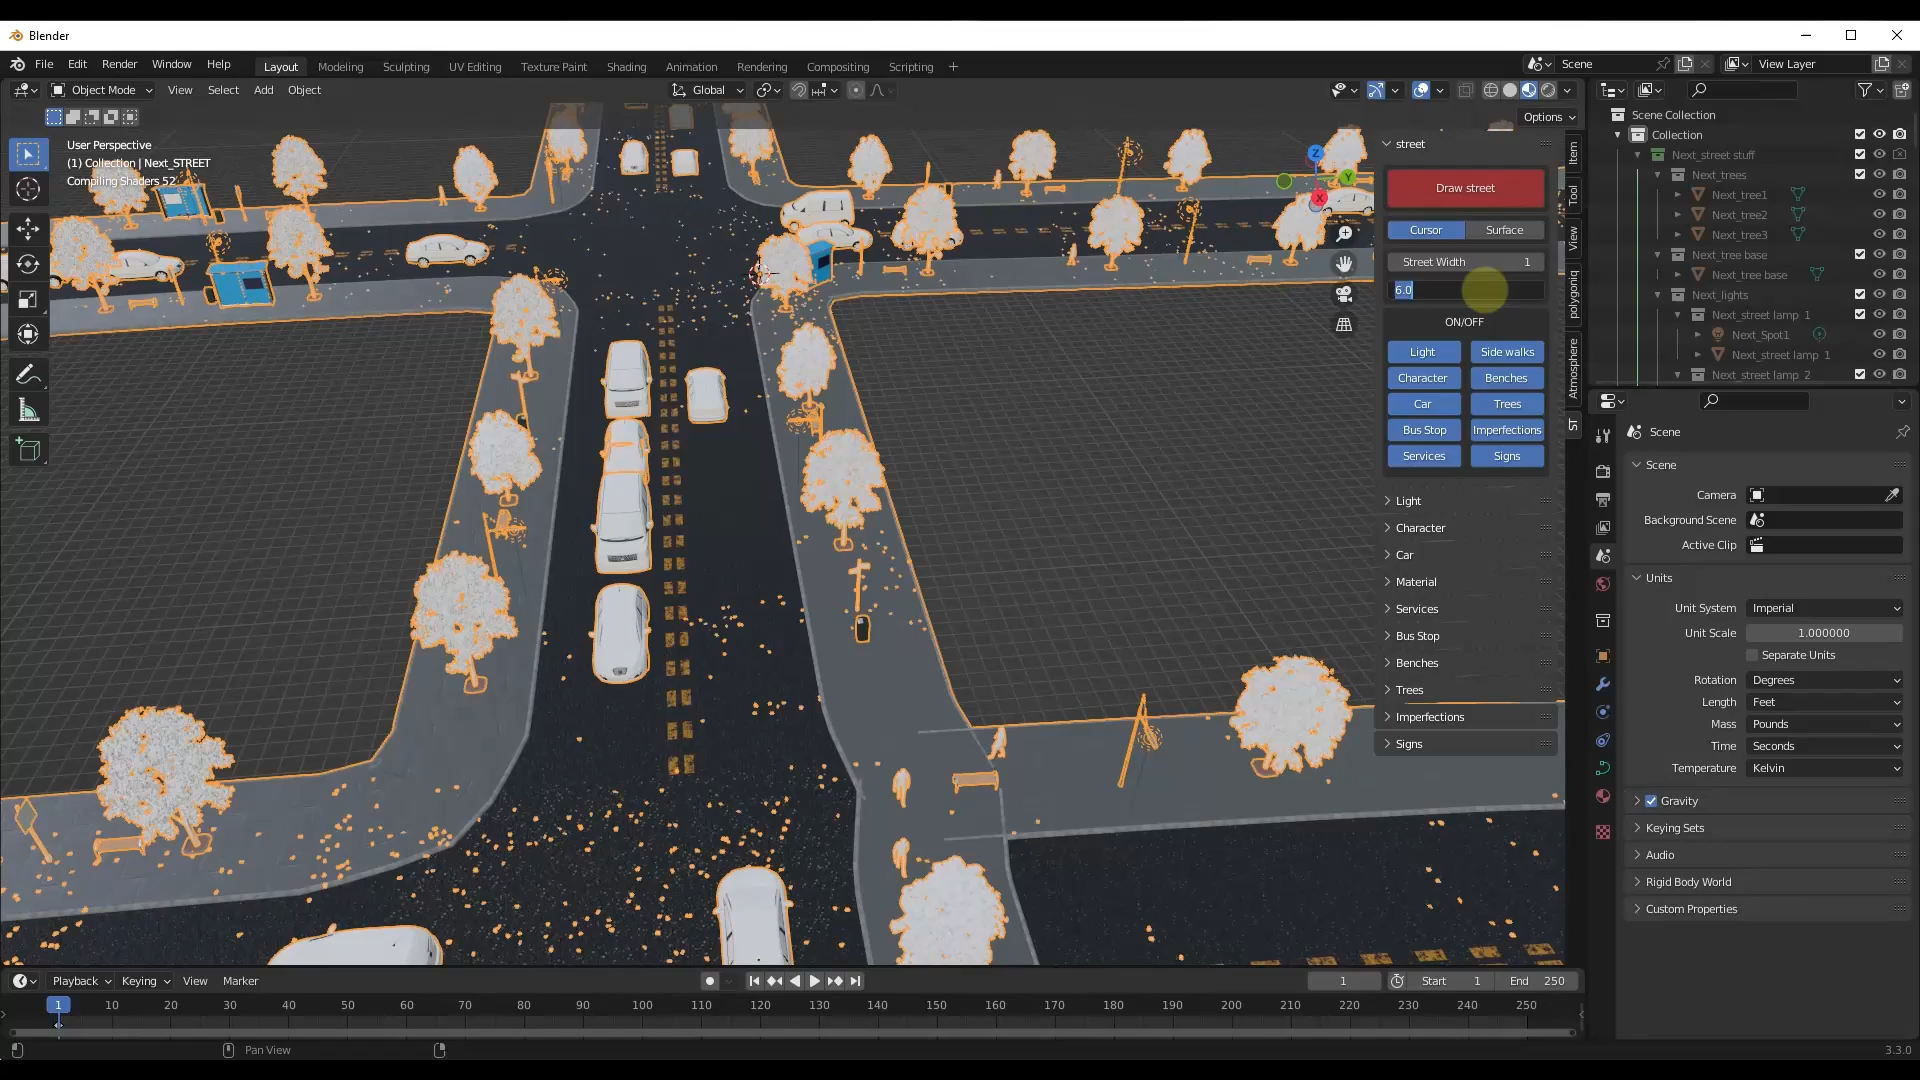 Blender
File Edit Render Window Help Layout Modeling Sculpting UV Editing Texture Paint Shading Animation Rendering Compositing Scripting + Scene View Layer
Object Mode View Select Add Object Global
Options
User Perspective
(1) Collection | Next_STREET
Compiling Shaders 52
Z
Y
X
street
Draw street
Cursor Surface
Street Width 1
6.0
ON/OFF
Light Side walks
Character Benches
Car Trees
Bus Stop Imperfections
Services Signs
Light
Character
Car
Material
Services
Bus Stop
Benches
Trees
Imperfections
Signs
Item
Tool
View
polygoniq
Atmosphere
ST
Scene Collection
Collection
Next_street stuff
Next_trees
Next_tree1
Next_tree2
Next_tree3
Next_tree base
Next_tree base
Next_lights
Next_street lamp 1
Next_Spot1
Next_street lamp 1
Next_street lamp 2
Scene
Scene
Camera
Background Scene
Active Clip
Units
Unit System Imperial
Unit Scale 1.000000
Separate Units
Rotation Degrees
Length Feet
Mass Pounds
Time Seconds
Temperature Kelvin
Gravity
Keying Sets
Audio
Rigid Body World
Custom Properties
Playback Keying View Marker 1 Start 1 End 250
1 10 20 30 40 50 60 70 80 90 100 110 120 130 140 150 160 170 180 190 200 210 220 230 240 250
Pan View 3.3.0